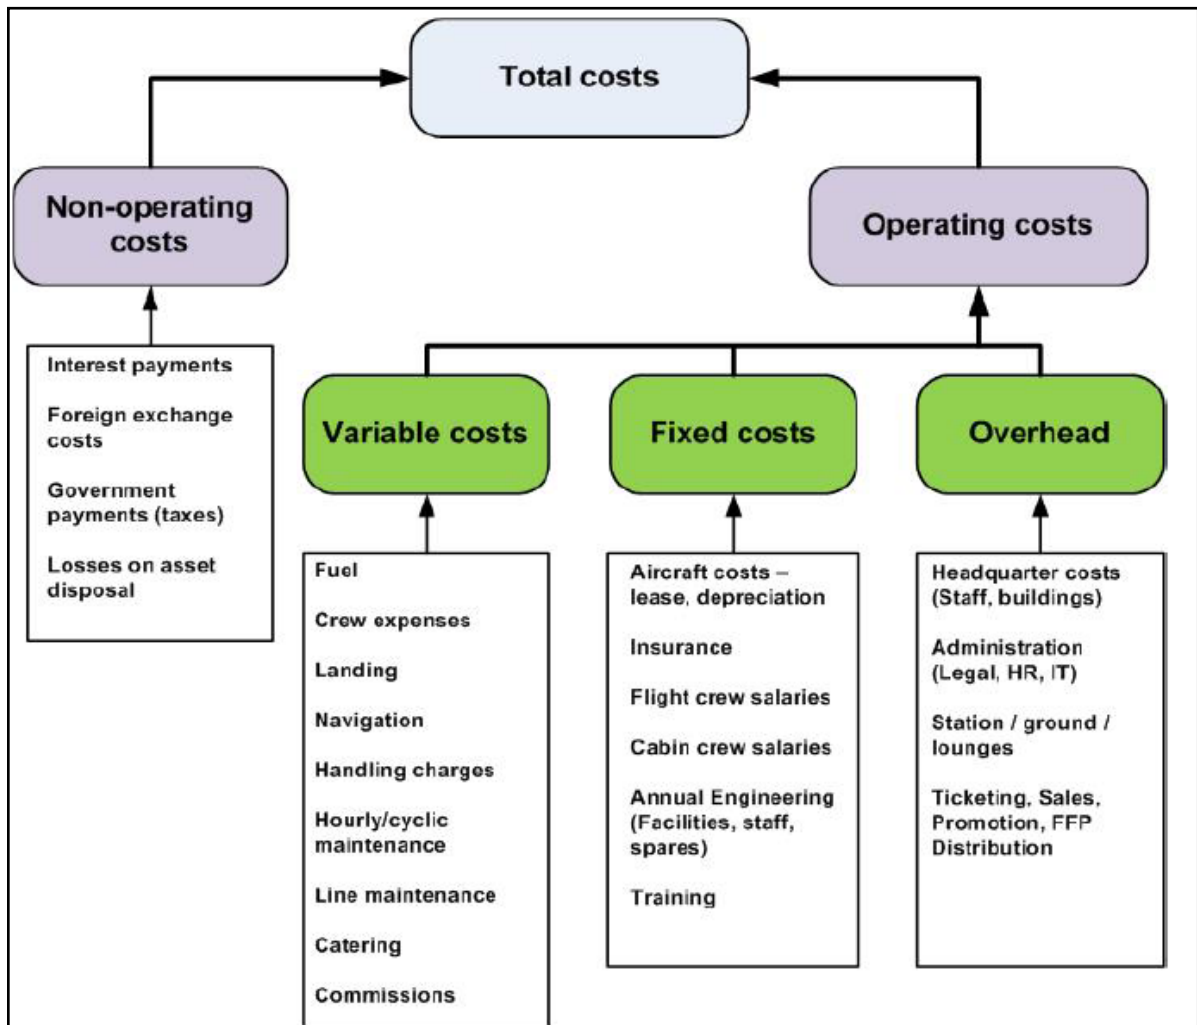 Total costs
Non-operating
costs
Operating costs
Interest payments
Foreign exchange
costs
Government
payments (taxes)
Losses on asset
disposal
Variable costs
Fixed costs
Overhead
Fuel
Crew expenses
Landing
Navigation
Handling charges
Hourly/cyclic
maintenance
Line maintenance
Catering
Commissions
Aircraft costs –
lease, depreciation
Insurance
Flight crew salaries
Cabin crew salaries
Annual Engineering
(Facilities, staff,
spares)
Training
Headquarter costs
(Staff, buildings)
Administration
(Legal, HR, IT)
Station / ground /
lounges
Ticketing, Sales,
Promotion, FFP
Distribution